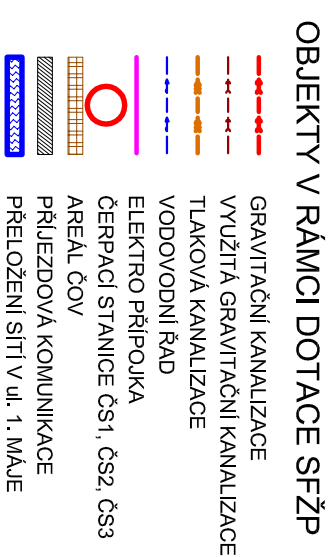 OBJEKTY V RÁMCI DOTACE SFŽP
GRAVITAČNÍ KANALIZACE
VYUŽITÁ GRAVITAČNÍ KANALIZACE
TLAKOVÁ KANALIZACE
VODOVODNÍ ŘAD
ELEKTRO PŘÍPOJKA
ČERPACÍ STANICE ČS1, ČS2, ČS3
AREÁL ČOV
PŘÍJEZDOVÁ KOMUNIKACE
PŘELOŽENÍ SÍTÍ V ul. 1. MÁJE